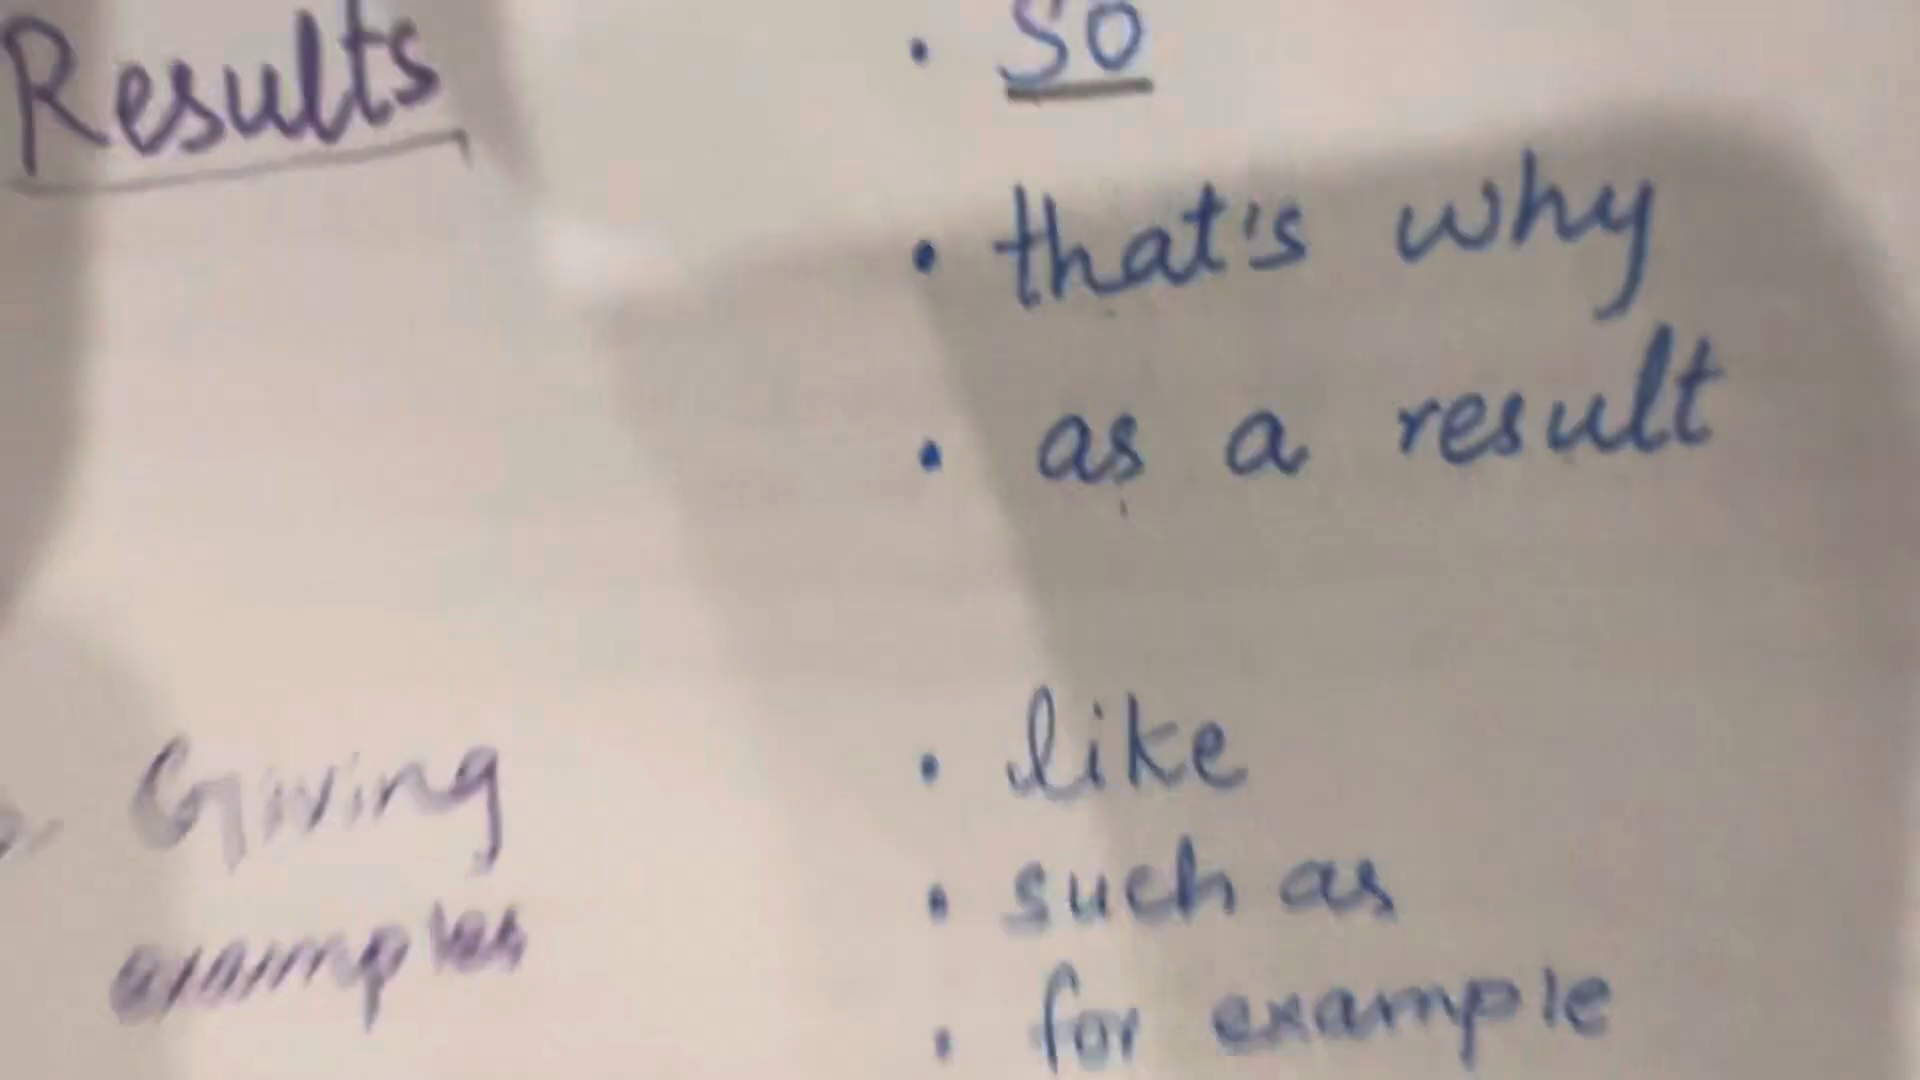 Results
• so
• that's why
• as a result
Giving
examples
• like
• such as
• for example